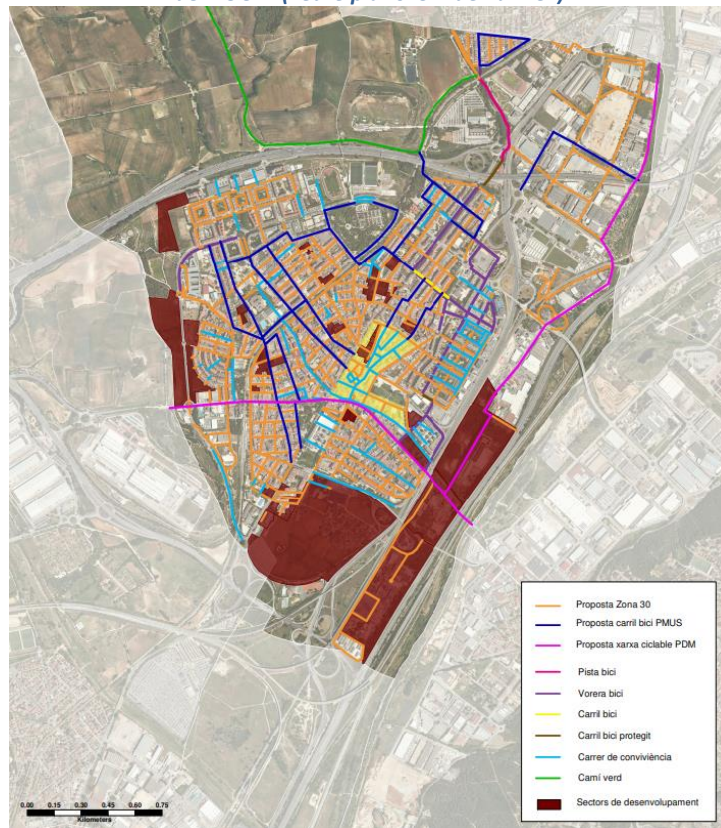 Proposta Zona 30
Proposta carril bici PMUS
Proposta xarxa ciclable PDM
Pista bici
Vorera bici
Carril bici
Carril bici protegit
Carrer de convivència
Camí verd
Sectors de desenvolupament
0.00 0.15 0.30 0.45 0.60 0.75
Kilometers